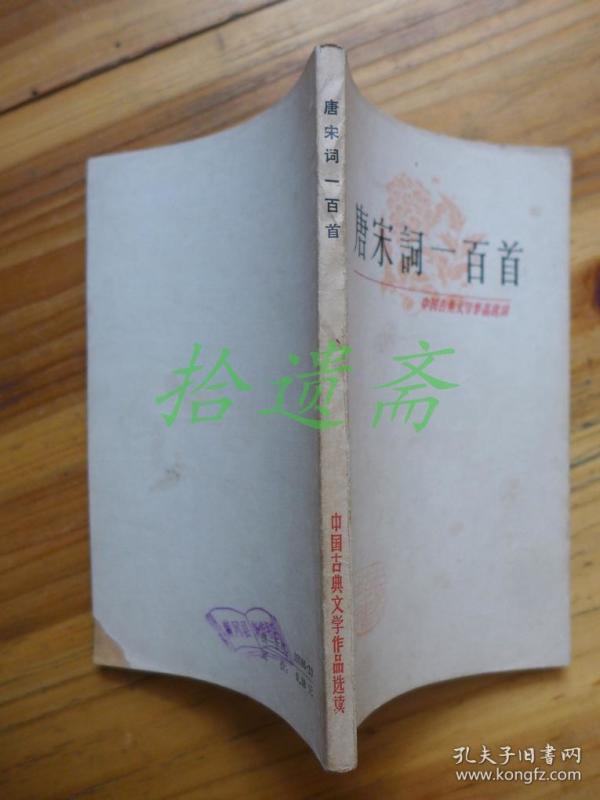 唐宋词一百首
唐宋詞一百首
中国古典文学作品选读
拾遗斋
中国古典文学作品选读
孔夫子旧书网
www.kongfz.com